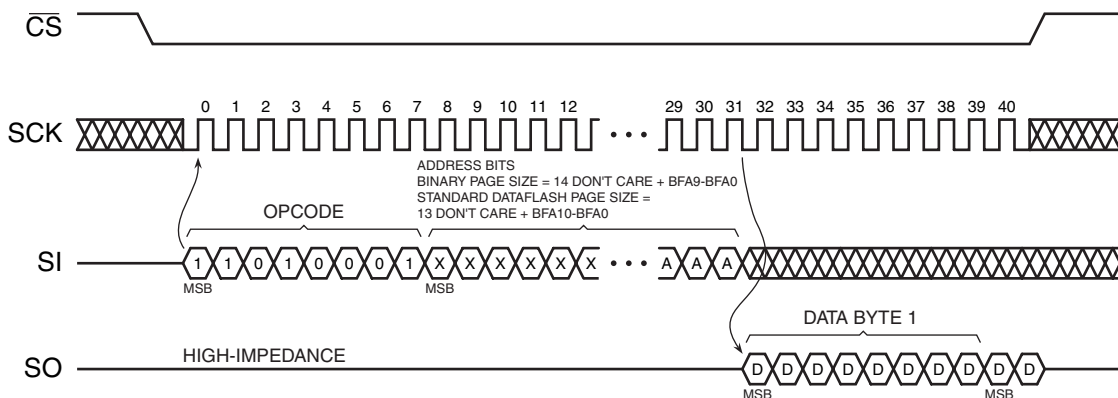 CS
0 1 2 3 4 5 6 7 8 9 10 11 12 29 30 31 32 33 34 35 36 37 38 39 40
SCK
ADDRESS BITS
BINARY PAGE SIZE = 14 DON'T CARE + BFA9-BFA0
STANDARD DATAFLASH PAGE SIZE =
13 DON'T CARE + BFA10-BFA0
OPCODE
SI 1 1 0 1 0 0 0 1 X X X X X X A A A
MSB MSB
DATA BYTE 1
HIGH-IMPEDANCE
SO D D D D D D D D D D
MSB MSB